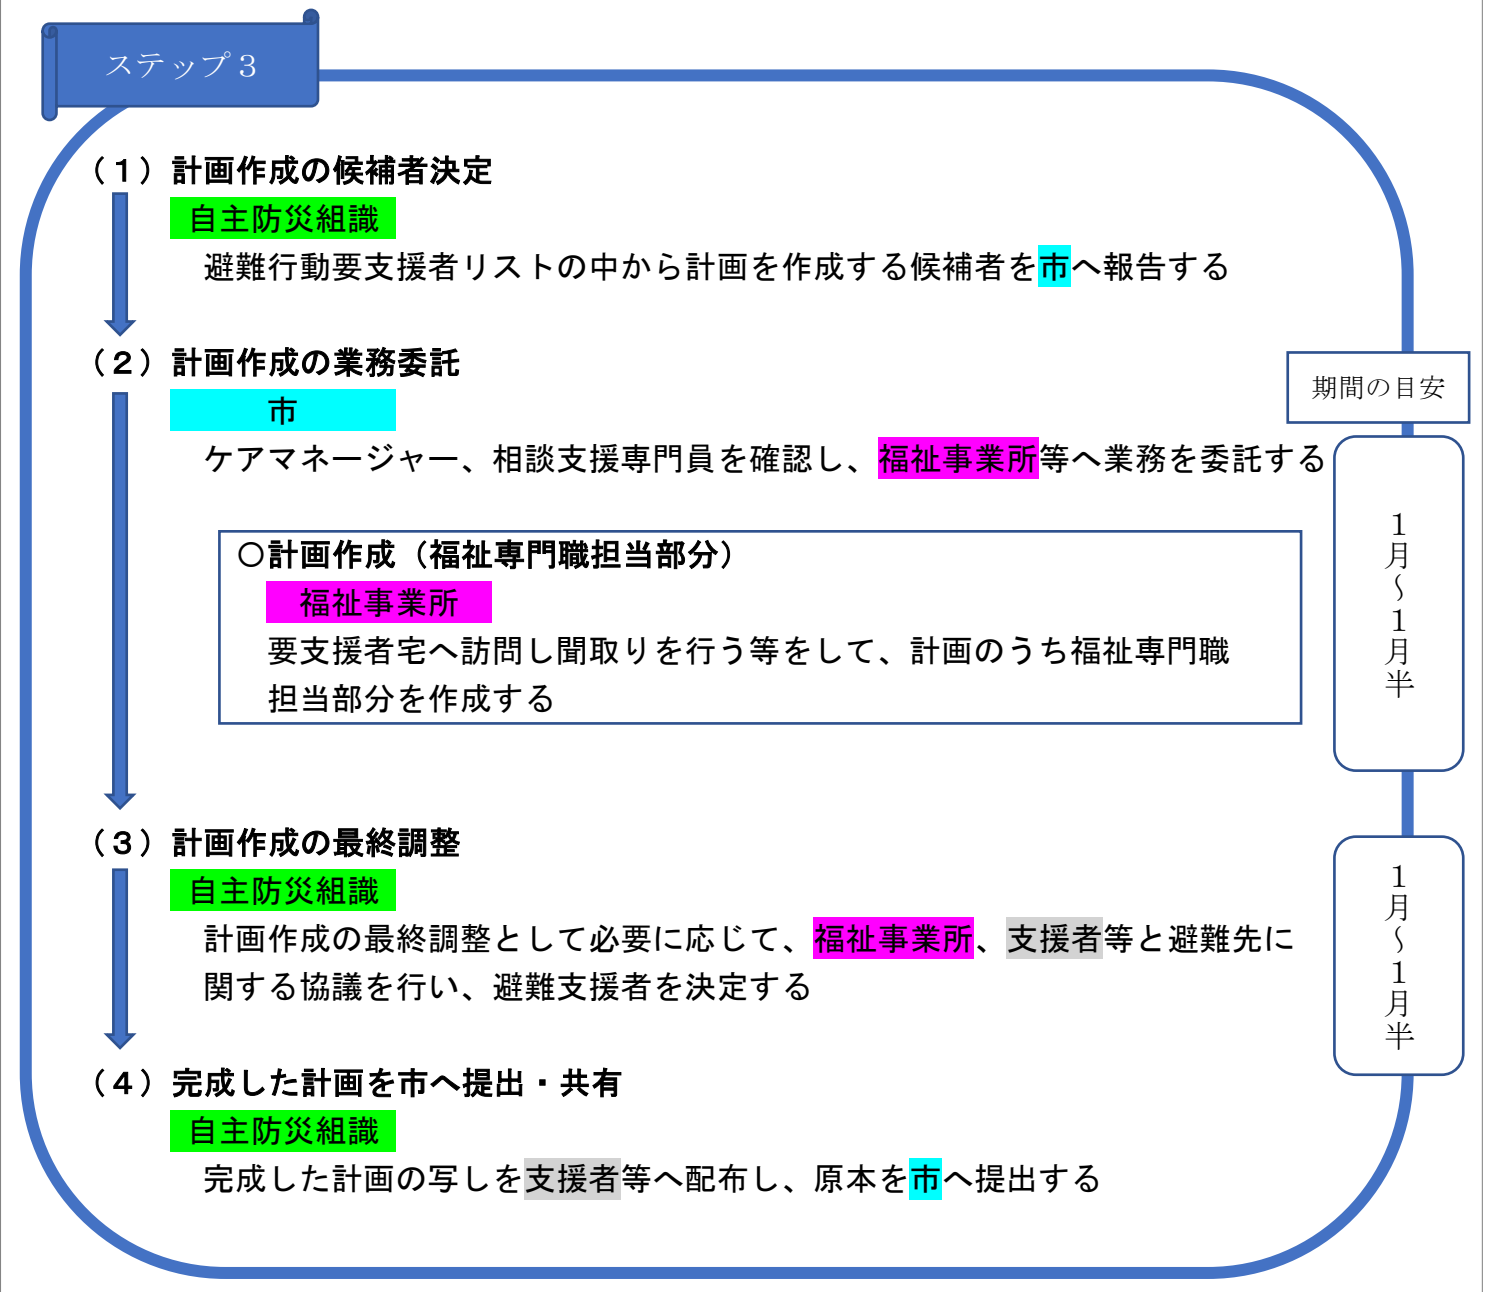 ステップ３
（１）計画作成の候補者決定
自主防災組織
避難行動要支援者リストの中から計画を作成する候補者を市へ報告する
（２）計画作成の業務委託
市
ケアマネージャー、相談支援専門員を確認し、福祉事業所等へ業務を委託する
〇計画作成（福祉専門職担当部分）
福祉事業所
要支援者宅へ訪問し聞取りを行う等をして、計画のうち福祉専門職
担当部分を作成する
期間の目安
１月～１月半
（３）計画作成の最終調整
自主防災組織
計画作成の最終調整として必要に応じて、福祉事業所、支援者等と避難先に
関する協議を行い、避難支援者を決定する
１月～１月半
（４）完成した計画を市へ提出・共有
自主防災組織
完成した計画の写しを支援者等へ配布し、原本を市へ提出する